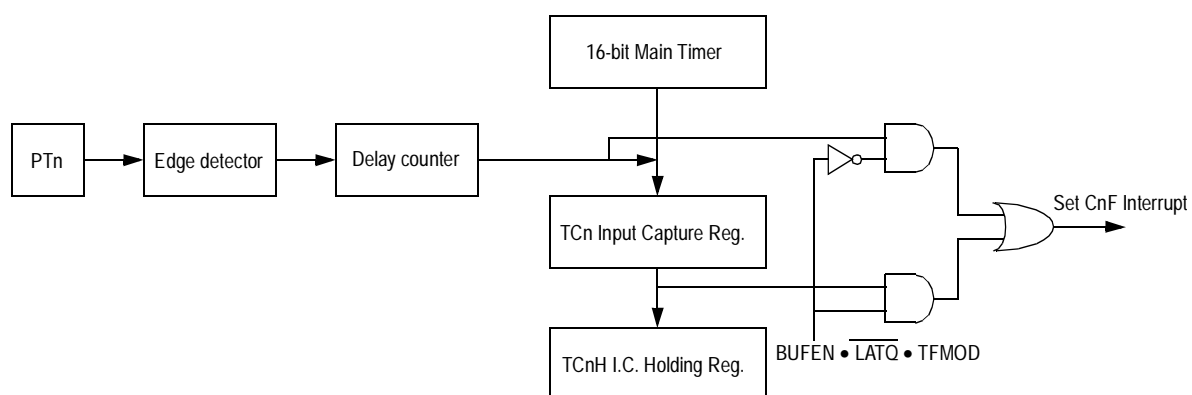 16-bit Main Timer
PTn
Edge detector
Delay counter
TCn Input Capture Reg.
Set CnF Interrupt
TCnH I.C. Holding Reg.
BUFEN • L̅A̅T̅Q̅ • TFMOD